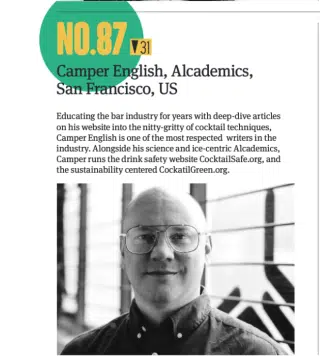 NO.87 ▼31
Camper English, Alcademics,
San Francisco, US
Educating the bar industry for years with deep-dive articles
on his website into the nitty-gritty of cocktail techniques,
Camper English is one of the most respected writers in the
industry. Alongside his science and ice-centric Alcademics,
Camper runs the drink safety website CocktailSafe.org, and
the sustainability centered CockatilGreen.org.